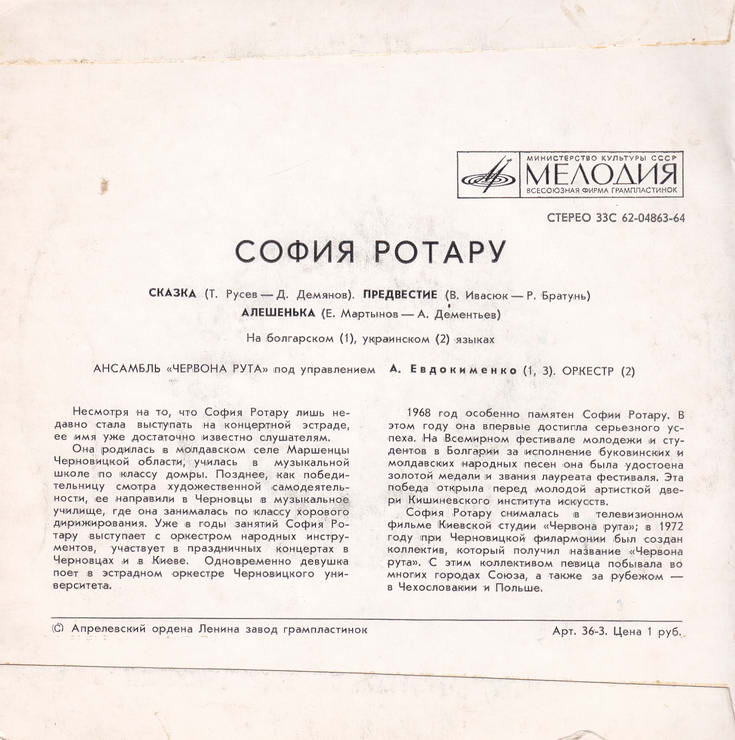 МИНИСТЕРСТВО КУЛЬТУРЫ СССР
МЕЛОДИЯ
ВСЕСОЮЗНАЯ ФИРМА ГРАМПЛАСТИНОК
СТЕРЕО 33С 62-04863-64
СОФИЯ РОТАРУ
СКАЗКА (Т. Русев — Д. Демянов). ПРЕДВЕСТИЕ (В. Ивасюк — Р. Братунь)
АЛЕШЕНЬКА (Е. Мартынов — А. Дементьев)
На болгарском (1), украинском (2) языках
АНСАМБЛЬ «ЧЕРВОНА РУТА» под управлением А. Евдокименко (1, 3). ОРКЕСТР (2)
Несмотря на то, что София Ротару лишь не-
давно стала выступать на концертной эстраде,
ее имя уже достаточно известно слушателям.
Она родилась в молдавском селе Маршенцы
Черновицкой области, училась в музыкальной
школе по классу домры. Позднее, как победи-
тельницу смотра художественной самодеятель-
ности, ее направили в Черновцы в музыкальное
училище, где она занималась по классу хорового
дирижирования. Уже в годы занятий София Ро-
тару выступает с оркестром народных инстру-
ментов, участвует в праздничных концертах в
Черновцах и в Киеве. Одновременно девушка
поет в эстрадном оркестре Черновицкого уни-
верситета.
1968 год особенно памятен Софии Ротару. В
этом году она впервые достигла серьезного ус-
пеха. На Всемирном фестивале молодежи и сту-
дентов в Болгарии за исполнение буковинских и
молдавских народных песен она была удостоена
золотой медали и звания лауреата фестиваля. Эта
победа открыла перед молодой артисткой две-
ри Кишиневского института искусств.
София Ротару снималась в телевизионном
фильме Киевской студии «Червона рута»; в 1972
году при Черновицкой филармонии был создан
коллектив, который получил название «Червона
рута». С этим коллективом певица побывала во
многих городах Союза, а также за рубежом —
в Чехословакии и Польше.
© Апрелевский ордена Ленина завод грампластинок
Арт. 36-3. Цена 1 руб.